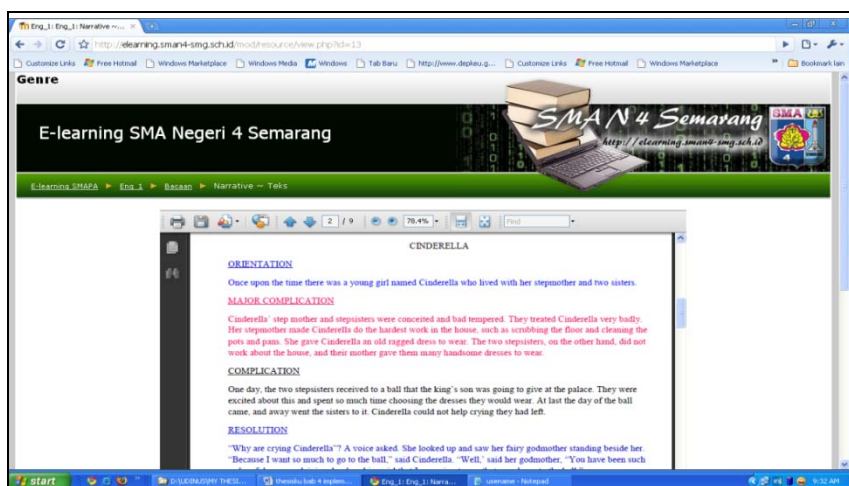 Eng_1: Eng_1: Narrative ~...
http://elearning.sman4-smg.sch.id/mod/resource/view.php?id=13
Customize Links Free Hotmail Windows Marketplace Windows Media Windows Tab Baru http://www.depkeu.g... Customize Links Free Hotmail Windows Marketplace Bookmark lain
Genre
E-learning SMA Negeri 4 Semarang
SMA N 4 Semarang
http://elearning.sman4-smg.sch.id
SMA
4
E-learning SMAPA ► Eng_1 ► Bacaan ► Narrative ~ Teks
2 / 9 78.4% Find
CINDERELLA
ORIENTATION
Once upon the time there was a young girl named Cinderella who lived with her stepmother and two sisters.
MAJOR COMPLICATION
Cinderella' step mother and stepsisters were conceited and bad tempered. They treated Cinderella very badly.
Her stepmother made Cinderella do the hardest work in the house, such as scrubbing the floor and cleaning the
pots and pans. She gave Cinderella an old ragged dress to wear. The two stepsisters, on the other hand, did not
work about the house, and their mother gave them many handsome dresses to wear.
COMPLICATION
One day, the two stepsisters received to a ball that the king's son was going to give at the palace. They were
excited about this and spent so much time choosing the dresses they would wear. At last the day of the ball
came, and away went the sisters to it. Cinderella could not help crying they had left.
RESOLUTION
"Why are crying Cinderella"? A voice asked. She looked up and saw her fairy godmother standing beside her.
"Because I want so much to go to the ball," said Cinderella. "Well,' said her godmother, "You have been such
start D:\UDINUS\MY THESI... thesisku bab 4 implem... Eng_1: Eng_1: Narra... username - Notepad 9:32 AM